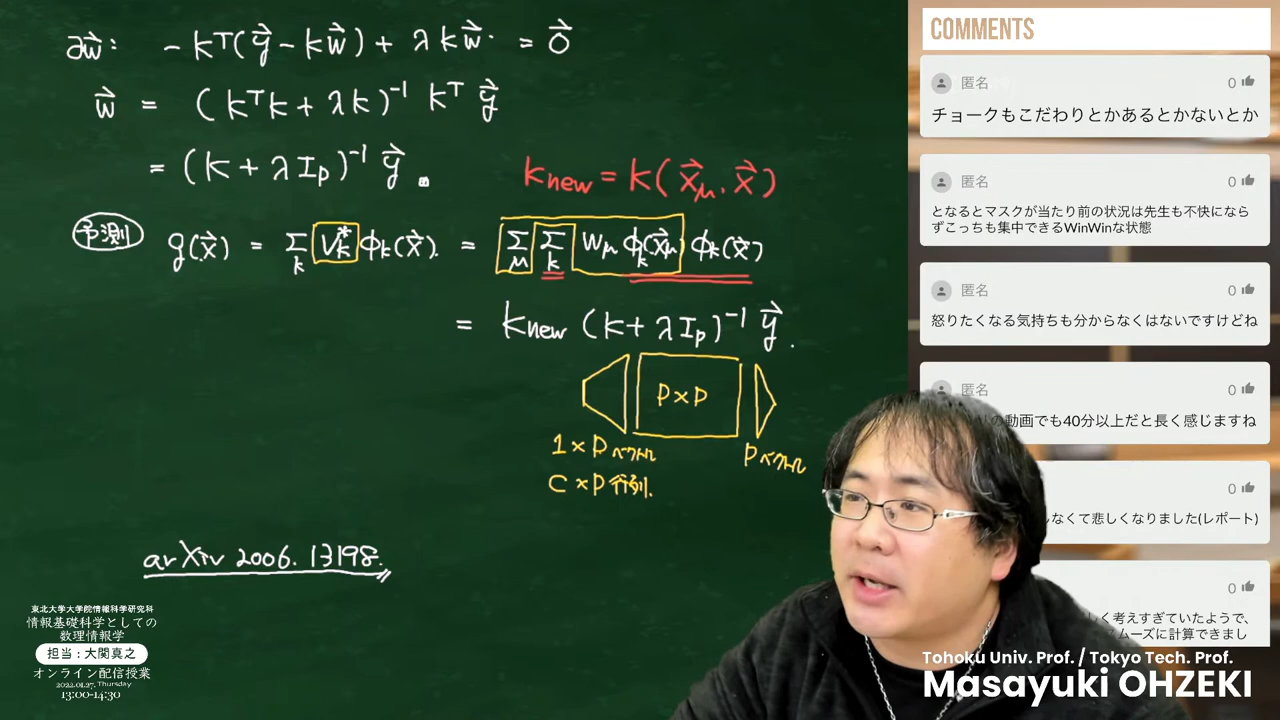 ∂w⃗: -K^T(y⃗ - Kw⃗) + λKw⃗ = 0⃗
w⃗ = (K^T K + λK)^{-1} K^T y⃗
= (K + λI_p)^{-1} y⃗.
K_new = K(x⃗_μ, x⃗)
予測 g(x⃗) = Σ_k V_k^* φ_k(x⃗). = Σ_μ Σ_k w_μ φ_k(x⃗_μ) φ_k(x⃗)
= K_new (K + λI_p)^{-1} y⃗.
P×P
1×P ベクトル
Pベクトル
C×P 行列.
arXiv 2006.13198.
東北大学大学院情報科学研究科
情報基礎科学としての
数理情報学
担当:大関真之
オンライン配信授業
2022.01.27. Thursday
13:00-14:30
COMMENTS
匿名 0
チョークもこだわりとかあるとかないとか
匿名 0
となるとマスクが当たり前の状況は先生も不快になら
ずこっちも集中できるWinWinな状態
匿名 0
怒りたくなる気持ちも分からなくはないですけどね
匿名 0
の動画でも40分以上だと長く感じますね
0
なくて悲しくなりました(レポート)
0
く考えすぎていたようで、
ムーズに計算できまし
Tohoku Univ. Prof. / Tokyo Tech. Prof.
Masayuki OHZEKI